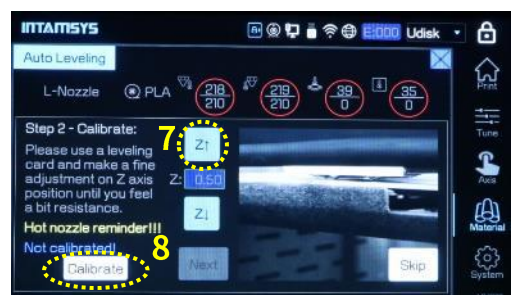 INTAMSYS
E:000 Udisk
Auto Leveling
L-Nozzle PLA 218 210 219 210 39 0 35 0
Print
Step 2 - Calibrate:
7
Z↑
Please use a leveling
card and make a fine
adjustment on Z axis
position until you feel
a bit resistance.
Z: 0.50
Z↓
Hot nozzle reminder!!!
Not calibrated!
8
Calibrate
Next
Skip
Tune
Axis
Material
System